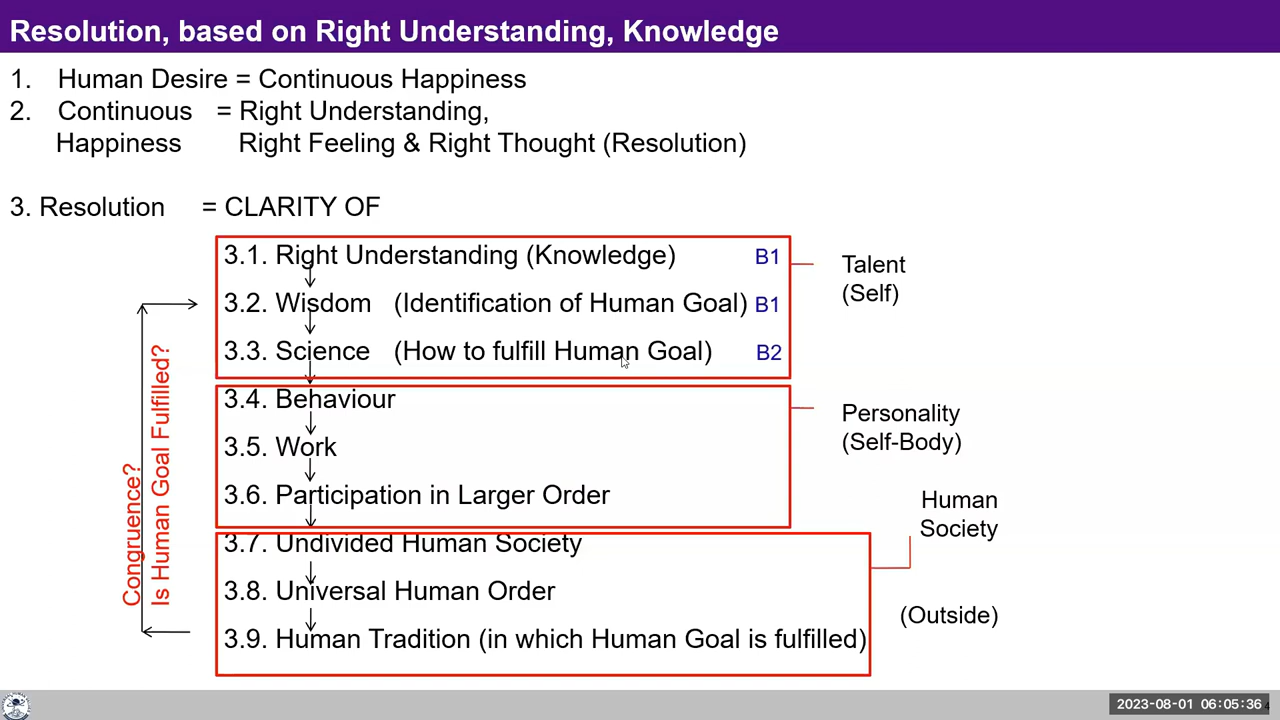 Resolution, based on Right Understanding, Knowledge
1. Human Desire = Continuous Happiness
2. Continuous = Right Understanding,
Happiness Right Feeling & Right Thought (Resolution)
3. Resolution = CLARITY OF
3.1. Right Understanding (Knowledge) B1
3.2. Wisdom (Identification of Human Goal) B1
3.3. Science (How to fulfill Human Goal) B2
Talent
(Self)
3.4. Behaviour
3.5. Work
3.6. Participation in Larger Order
Personality
(Self-Body)
3.7. Undivided Human Society
3.8. Universal Human Order
3.9. Human Tradition (in which Human Goal is fulfilled)
Human
Society
(Outside)
Congruence?
Is Human Goal Fulfilled?
2023-08-01 06:05:36